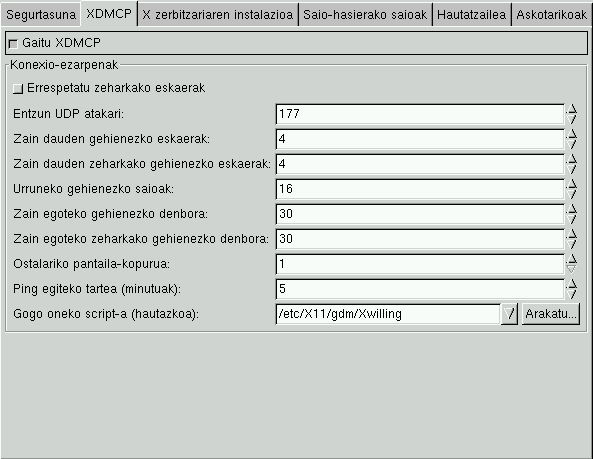 Segurtasuna XDMCP X zerbitzariaren instalazioa Saio-hasierako saioak Hautatzailea Askotarikoak
Gaitu XDMCP
Konexio-ezarpenak
Errespetatu zeharkako eskaerak
Entzun UDP atakari: 177
Zain dauden gehienezko eskaerak: 4
Zain dauden zeharkako gehienezko eskaerak: 4
Urruneko gehienezko saioak: 16
Zain egoteko gehienezko denbora: 30
Zain egoteko zeharkako gehienezko denbora: 30
Ostalariko pantaila-kopurua: 1
Ping egiteko tartea (minutuak): 5
Gogo oneko script-a (hautazkoa): /etc/X11/gdm/Xwilling Arakatu...